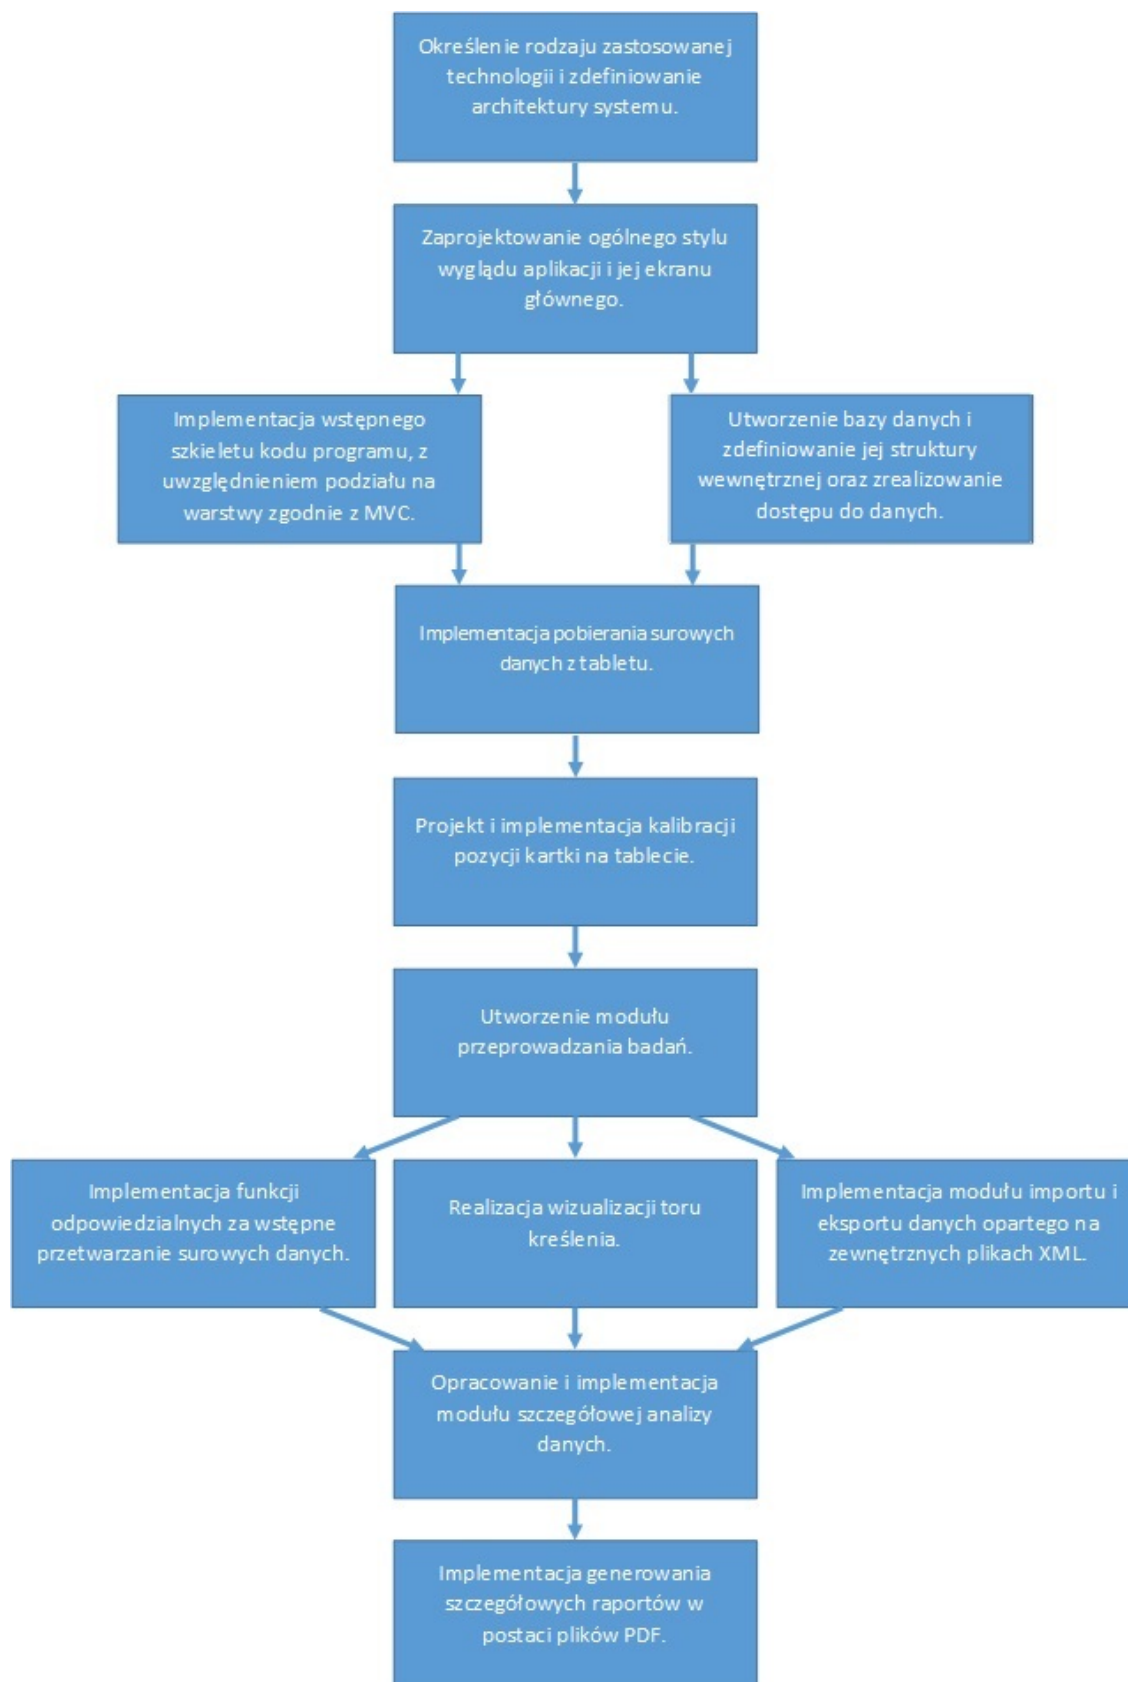 Określenie rodzaju zastosowanej
technologii i zdefiniowanie
architektury systemu.
Zaprojektowanie ogólnego stylu
wyglądu aplikacji i jej ekranu
głównego.
Implementacja wstępnego
szkieletu kodu programu, z
uwzględnieniem podziału na
warstwy zgodnie z MVC.
Utworzenie bazy danych i
zdefiniowanie jej struktury
wewnętrznej oraz zrealizowanie
dostępu do danych.
Implementacja pobierania surowych
danych z tabletu.
Projekt i implementacja kalibracji
pozycji kartki na tablecie.
Utworzenie modułu
przeprowadzania badań.
Implementacja funkcji
odpowiedzialnych za wstępne
przetwarzanie surowych danych.
Realizacja wizualizacji toru
kreślenia.
Implementacja modułu importu i
eksportu danych opartego na
zewnętrznych plikach XML.
Opracowanie i implementacja
modułu szczegółowej analizy
danych.
Implementacja generowania
szczegółowych raportów w
postaci plików PDF.